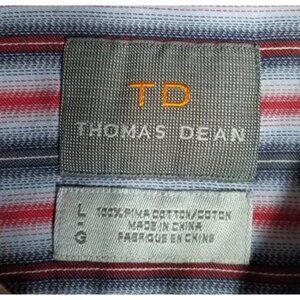 TD
THOMAS DEAN
L
G
100% PIMA COTTON/COTON
MADE IN CHINA
FABRIQUE EN CHINE